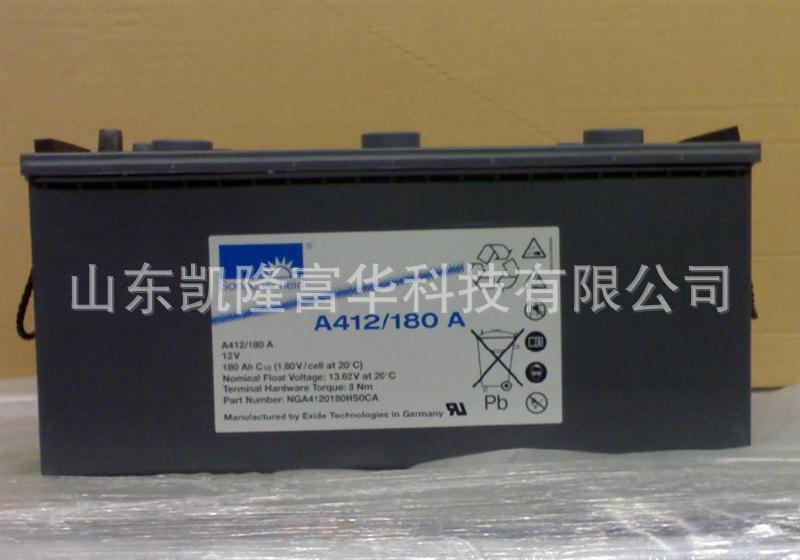 Sonnenschein
山东凯隆富华科技有限公司
A412/180 A
A412/180 A
12V
180 Ah C10 (1.80V/cell at 20°C)
Nominal Float Voltage: 13.62V at 20°C
Terminal Hardware Torque: 8 Nm
Part Number: NGA4120180HS0CA
Manufactured by Exide Technologies in Germany
Pb